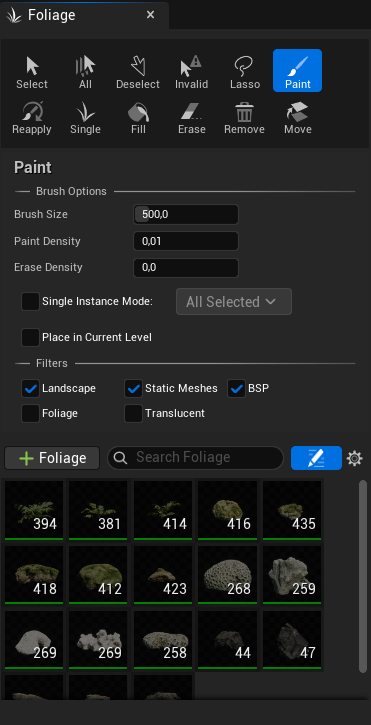 Foliage
Select All Deselect Invalid Lasso Paint
Reapply Single Fill Erase Remove Move
Paint
Brush Options
Brush Size 500,0
Paint Density 0,01
Erase Density 0,0
Single Instance Mode: All Selected
Place in Current Level
Filters
Landscape Static Meshes BSP
Foliage Translucent
+ Foliage Search Foliage
394 381 414 416 435
418 412 423 268 259
269 269 258 44 47